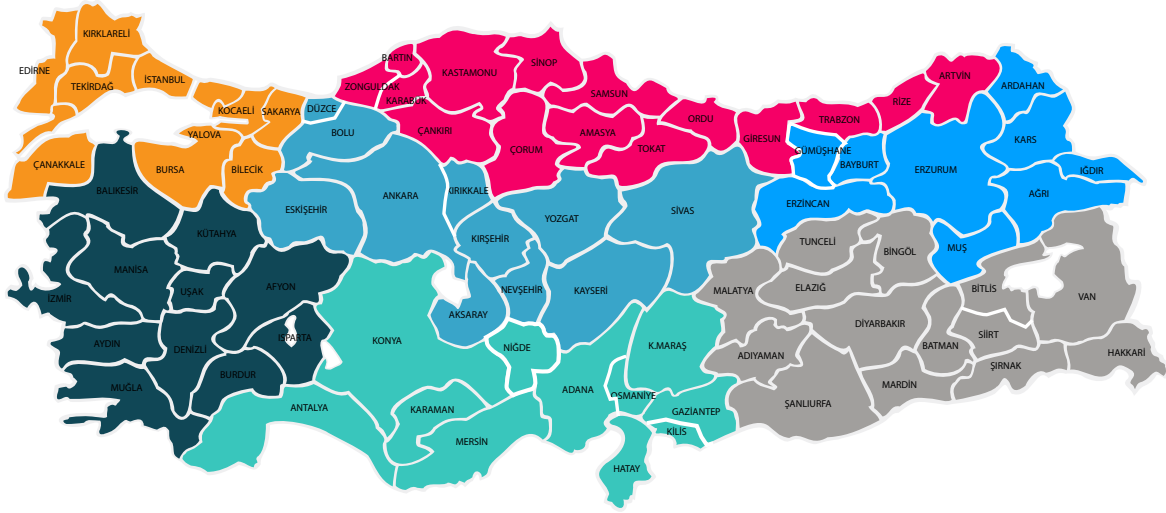 KIRKLARELİ
EDİRNE
TEKİRDAĞ
İSTANBUL
KOCAELİ
SAKARYA
YALOVA
ÇANAKKALE
BURSA
BİLECİK
DÜZCE
BOLU
ZONGULDAK
BARTIN
KARABUK
KASTAMONU
SİNOP
SAMSUN
ÇANKIRI
ÇORUM
AMASYA
TOKAT
ORDU
GİRESUN
TRABZON
RİZE
ARTVİN
ARDAHAN
KARS
IĞDIR
AĞRI
ERZURUM
GÜMÜŞHANE
BAYBURT
ERZİNCAN
MUŞ
BALIKESİR
KÜTAHYA
MANİSA
UŞAK
AFYON
İZMİR
AYDIN
DENİZLİ
ISPARTA
BURDUR
MUĞLA
ESKİŞEHİR
ANKARA
KIRIKKALE
YOZGAT
SİVAS
KIRŞEHİR
NEVŞEHİR
KAYSERİ
AKSARAY
KONYA
NİĞDE
K.MARAŞ
ADANA
OSMANİYE
GAZİANTEP
KİLİS
HATAY
KARAMAN
MERSİN
ANTALYA
TUNCELİ
BİNGÖL
MALATYA
ELAZIĞ
BİTLİS
VAN
DİYARBAKIR
BATMAN
SİİRT
ADIYAMAN
MARDİN
ŞIRNAK
HAKKARİ
ŞANLIURFA